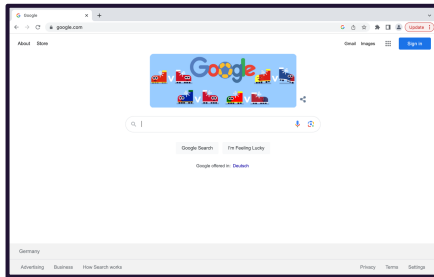 Google
google.com
Update
About Store
Gmail Images
Sign in
Google
v v
v v
Google Search I'm Feeling Lucky
Google offered in: Deutsch
Germany
Advertising Business How Search works
Privacy Terms Settings